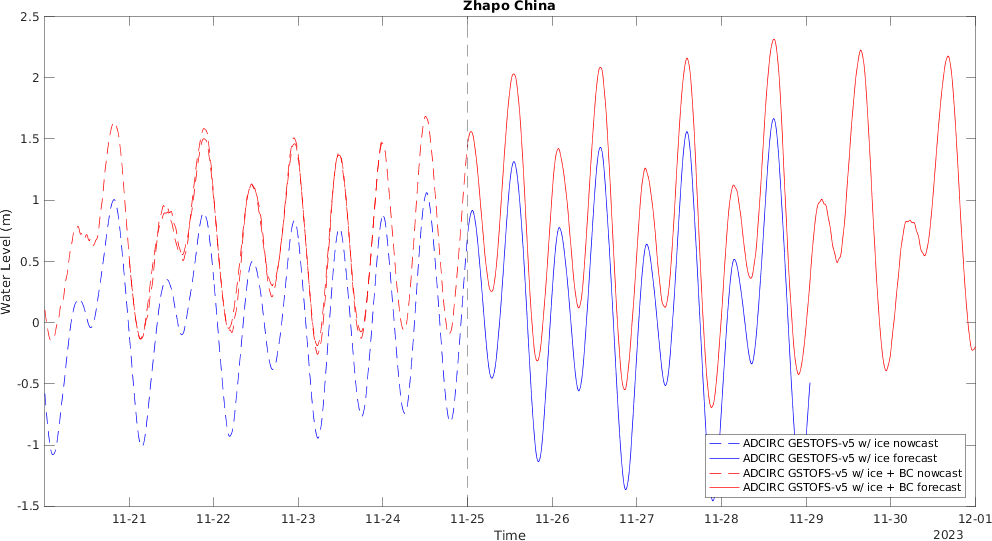 Zhapo China
2.5
2
1.5
1
0.5
0
-0.5
-1
-1.5
Water Level (m)
11-21 11-22 11-23 11-24 11-25 11-26 11-27 11-28 11-29 11-30 12-01
Time
2023
ADCIRC GESTOFS-v5 w/ ice nowcast
ADCIRC GESTOFS-v5 w/ ice forecast
ADCIRC GSTOFS-v5 w/ ice + BC nowcast
ADCIRC GSTOFS-v5 w/ ice + BC forecast